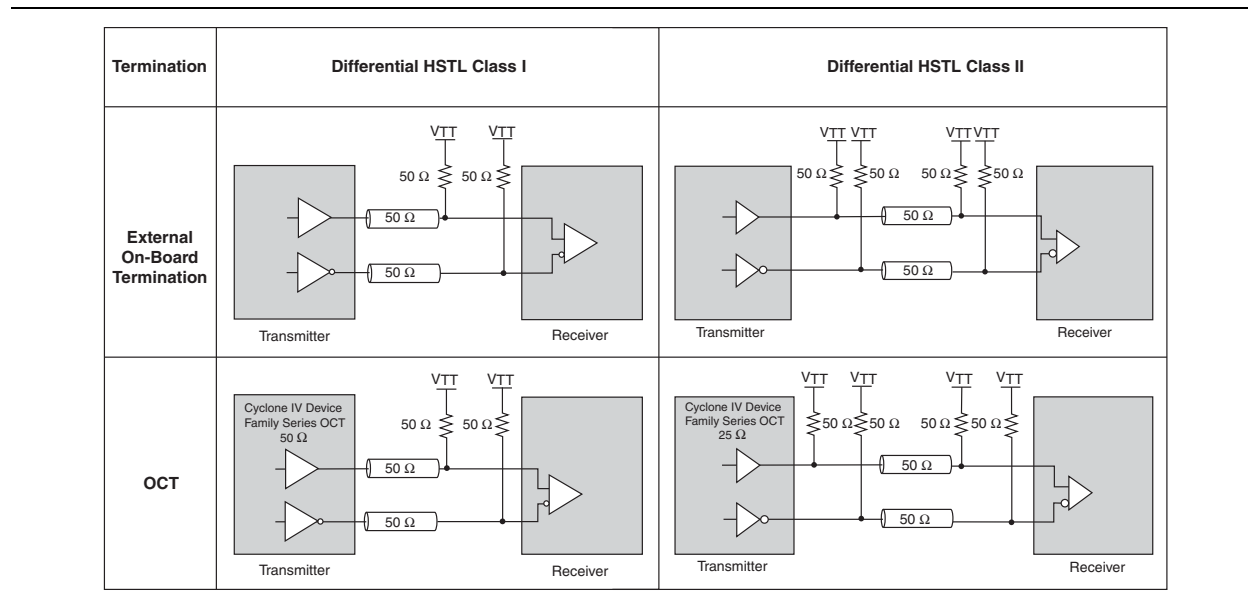 Termination
Differential HSTL Class I
Differential HSTL Class II
External
On-Board
Termination
VTT VTT
50 Ω 50 Ω
50 Ω
50 Ω
Transmitter
Receiver
VTT VTT VTT VTT
50 Ω 50 Ω 50 Ω 50 Ω
50 Ω
50 Ω
Transmitter
Receiver
OCT
VTT VTT
Cyclone IV Device
Family Series OCT
50 Ω
50 Ω 50 Ω
50 Ω
50 Ω
Transmitter
Receiver
VTT VTT VTT VTT
Cyclone IV Device
Family Series OCT
25 Ω
50 Ω 50 Ω 50 Ω 50 Ω
50 Ω
50 Ω
Transmitter
Receiver